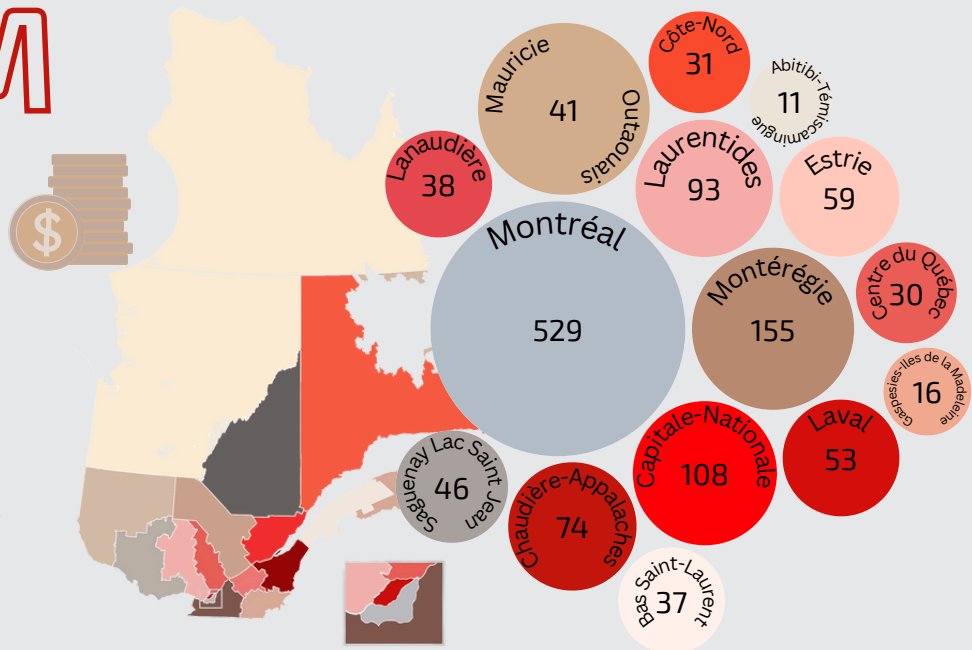 M
$
Mauricie
Outaouais
41
Côte-Nord
31
Abitibi-Témiscamingue
11
Lanaudière
38
Laurentides
93
Estrie
59
Montréal
529
Montérégie
155
Centre du Québec
30
Gaspesies-Iles de la Madeleine
16
Saguenay Lac Saint Jean
46
Chaudière-Appalaches
74
Capitale-Nationale
108
Laval
53
Bas Saint-Laurent
37